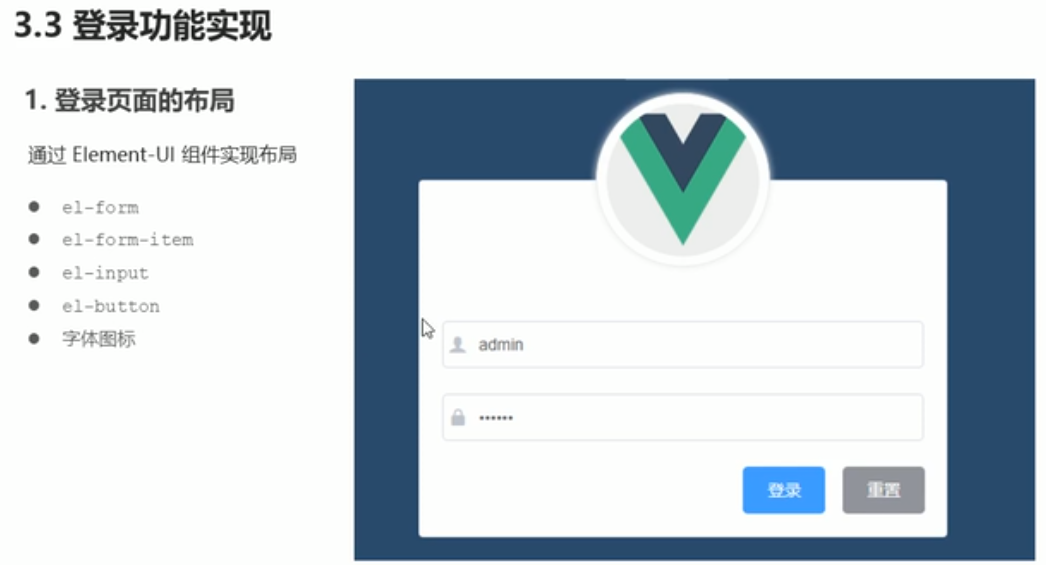 3.3 登录功能实现
1. 登录页面的布局
通过 Element-UI 组件实现布局
● el-form
● el-form-item
● el-input
● el-button
● 字体图标
admin
••••••
登录
重置